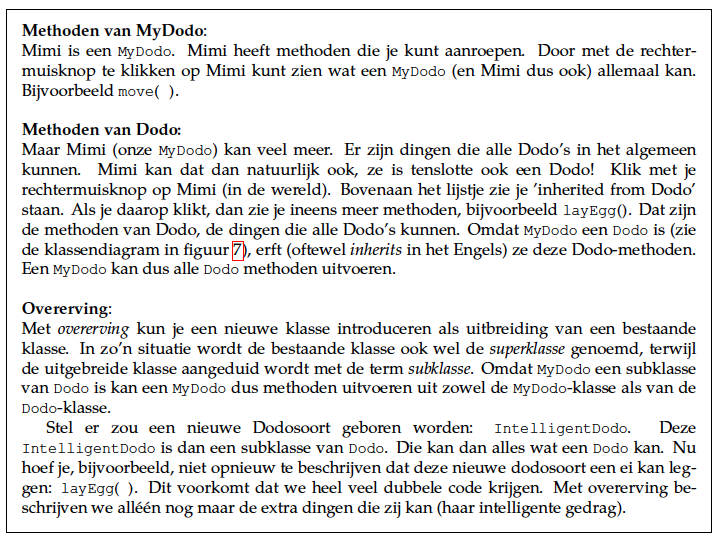 Methoden van MyDodo:
Mimi is een MyDodo. Mimi heeft methoden die je kunt aanroepen. Door met de rechter-
muisknop te klikken op Mimi kunt zien wat een MyDodo (en Mimi dus ook) allemaal kan.
Bijvoorbeeld move( ).
Methoden van Dodo:
Maar Mimi (onze MyDodo) kan veel meer. Er zijn dingen die alle Dodo's in het algemeen
kunnen. Mimi kan dat dan natuurlijk ook, ze is tenslotte ook een Dodo! Klik met je
rechtermuisknop op Mimi (in de wereld). Bovenaan het lijstje zie je 'inherited from Dodo'
staan. Als je daarop klikt, dan zie je ineens meer methoden, bijvoorbeeld layEgg(). Dat zijn
de methoden van Dodo, de dingen die alle Dodo's kunnen. Omdat MyDodo een Dodo is (zie
de klassendiagram in figuur 7), erft (oftewel inherits in het Engels) ze deze Dodo-methoden.
Een MyDodo kan dus alle Dodo methoden uitvoeren.
Overerving:
Met overerving kun je een nieuwe klasse introduceren als uitbreiding van een bestaande
klasse. In zo'n situatie wordt de bestaande klasse ook wel de superklasse genoemd, terwijl
de uitgebreide klasse aangeduid wordt met de term subklasse. Omdat MyDodo een subklasse
van Dodo is kan een MyDodo dus methoden uitvoeren uit zowel de MyDodo-klasse als van de
Dodo-klasse.
Stel er zou een nieuwe Dodosoort geboren worden: IntelligentDodo. Deze
IntelligentDodo is dan een subklasse van Dodo. Die kan dan alles wat een Dodo kan. Nu
hoef je, bijvoorbeeld, niet opnieuw te beschrijven dat deze nieuwe dodosoort een ei kan leg-
gen: layEgg( ). Dit voorkomt dat we heel veel dubbele code krijgen. Met overerving be-
schrijven we alléén nog maar de extra dingen die zij kan (haar intelligente gedrag).